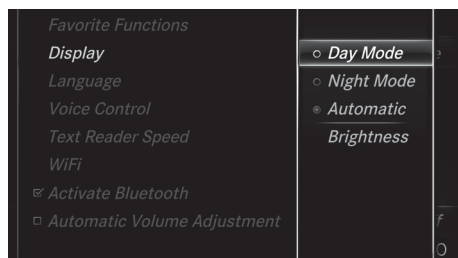 Favorite Functions
Display
Language
Voice Control
Text Reader Speed
WiFi
Activate Bluetooth
Automatic Volume Adjustment
Day Mode
Night Mode
Automatic
Brightness